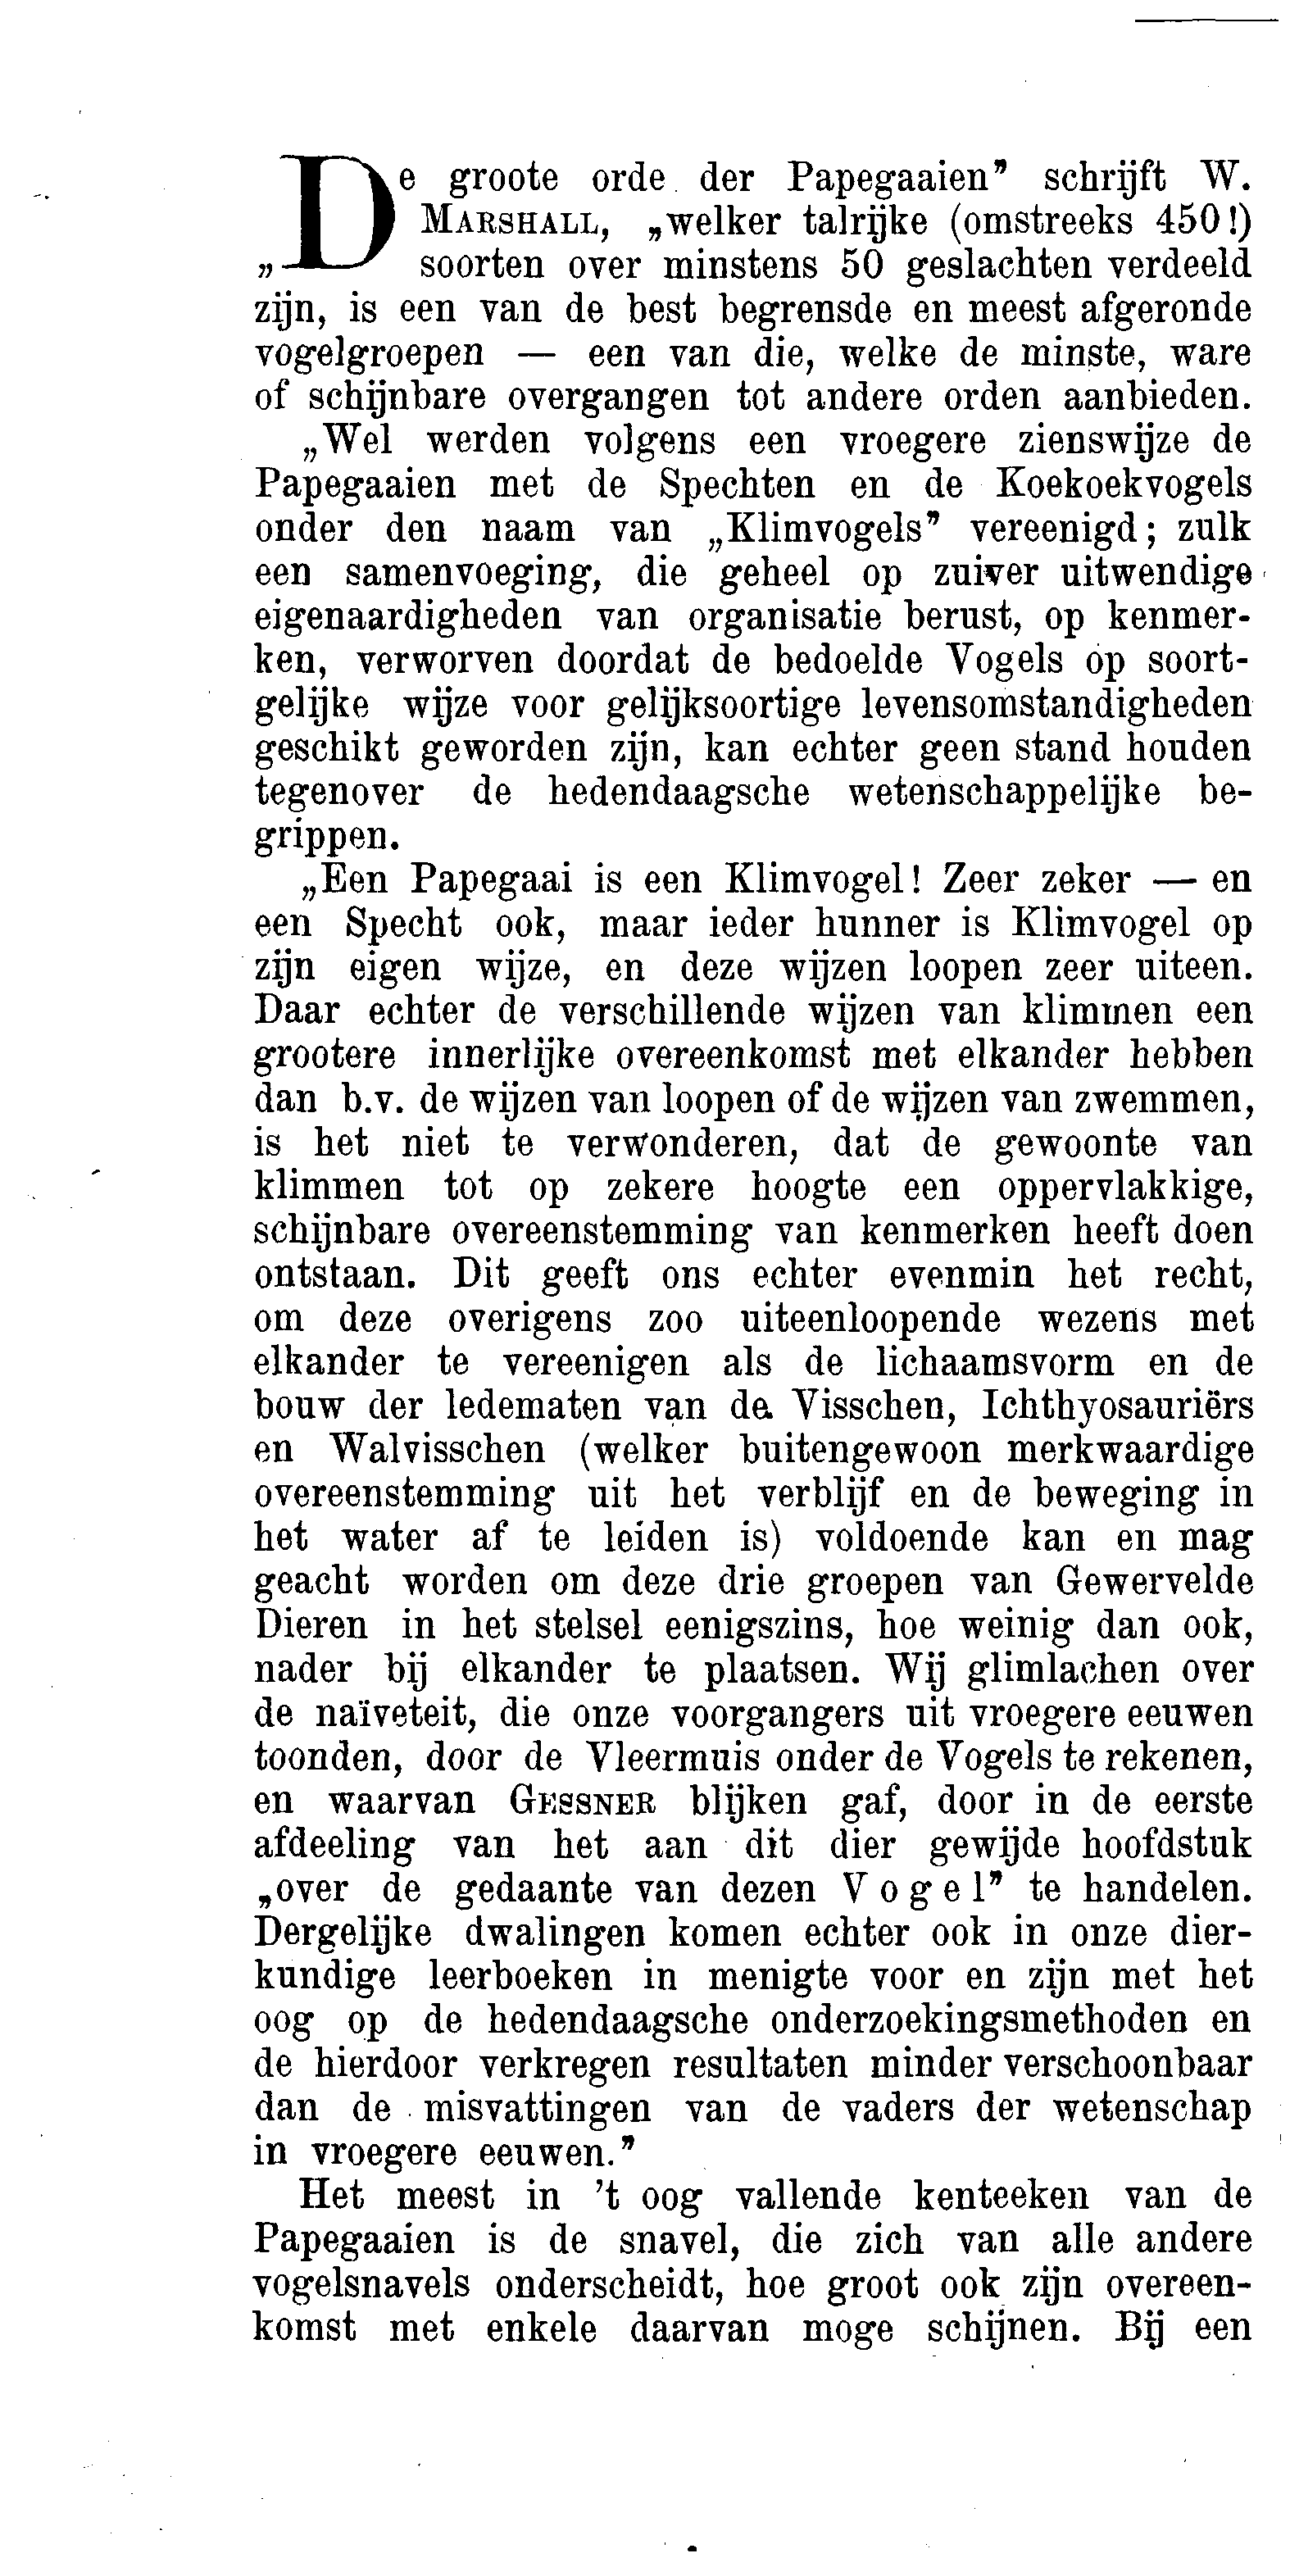 „De groote orde der Papegaaien” schrijft W.
MARSHALL, „welker talrijke (omstreeks 450!)
soorten over minstens 50 geslachten verdeeld
zijn, is een van de best begrensde en meest afgeronde
vogelgroepen — een van die, welke de minste, ware
of schijnbare overgangen tot andere orden aanbieden.
„Wel werden volgens een vroegere zienswijze de
Papegaaien met de Spechten en de Koekoekvogels
onder den naam van „Klimvogels” vereenigd; zulk
een samenvoeging, die geheel op zuiver uitwendige
eigenaardigheden van organisatie berust, op kenmer-
ken, verworven doordat de bedoelde Vogels op soort-
gelijke wijze voor gelijksoortige levensomstandigheden
geschikt geworden zijn, kan echter geen stand houden
tegenover de hedendaagsche wetenschappelijke be-
grippen.
„Een Papegaai is een Klimvogel! Zeer zeker — en
een Specht ook, maar ieder hunner is Klimvogel op
zijn eigen wijze, en deze wijzen loopen zeer uiteen.
Daar echter de verschillende wijzen van klimmen een
grootere innerlijke overeenkomst met elkander hebben
dan b.v. de wijzen van loopen of de wijzen van zwemmen,
is het niet te verwonderen, dat de gewoonte van
klimmen tot op zekere hoogte een oppervlakkige,
schijnbare overeenstemming van kenmerken heeft doen
ontstaan. Dit geeft ons echter evenmin het recht,
om deze overigens zoo uiteenloopende wezens met
elkander te vereenigen als de lichaamsvorm en de
bouw der ledematen van de Visschen, Ichthyosauriërs
en Walvisschen (welker buitengewoon merkwaardige
overeenstemming uit het verblijf en de beweging in
het water af te leiden is) voldoende kan en mag
geacht worden om deze drie groepen van Gewervelde
Dieren in het stelsel eenigszins, hoe weinig dan ook,
nader bij elkander te plaatsen. Wij glimlachen over
de naïveteit, die onze voorgangers uit vroegere eeuwen
toonden, door de Vleermuis onder de Vogels te rekenen,
en waarvan GESSNER blijken gaf, door in de eerste
afdeeling van het aan dit dier gewijde hoofdstuk
„over de gedaante van dezen Vogel” te handelen.
Dergelijke dwalingen komen echter ook in onze dier-
kundige leerboeken in menigte voor en zijn met het
oog op de hedendaagsche onderzoekingsmethoden en
de hierdoor verkregen resultaten minder verschoonbaar
dan de misvattingen van de vaders der wetenschap
in vroegere eeuwen.”
Het meest in ’t oog vallende kenteeken van de
Papegaaien is de snavel, die zich van alle andere
vogelsnavels onderscheidt, hoe groot ook zijn overeen-
komst met enkele daarvan moge schijnen. Bij een